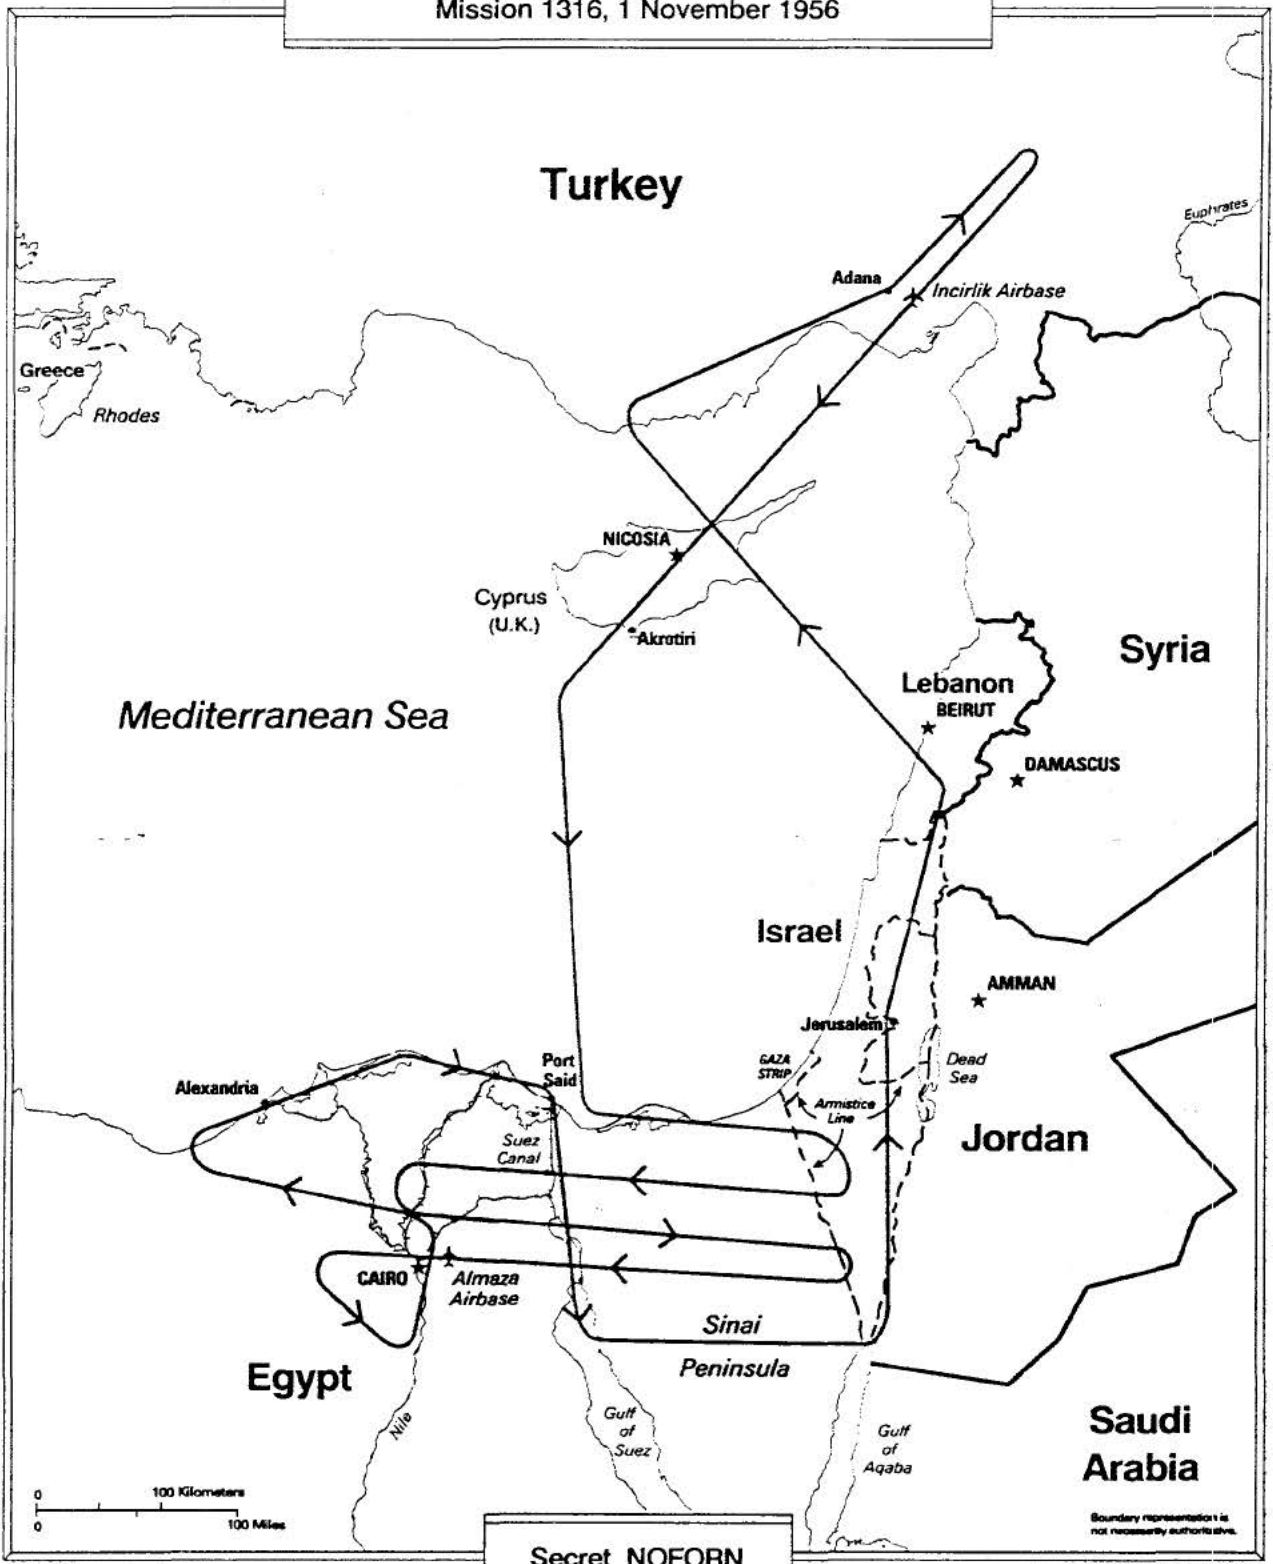 Mission 1316, 1 November 1956
Turkey
Euphrates
Adana
Incirlik Airbase
Greece
Rhodes
NICOSIA
Cyprus
(U.K.)
Akrotiri
Syria
Lebanon
BEIRUT
Mediterranean Sea
DAMASCUS
Israel
AMMAN
Jerusalem
Port
Said
GAZA
STRIP
Dead
Sea
Alexandria
Armistice
Line
Suez
Canal
Jordan
CAIRO
Almaza
Airbase
Sinai
Peninsula
Egypt
Nile
Gulf
of
Suez
Gulf
of
Aqaba
Saudi
Arabia
0
100 Kilometers
0
100 Miles
Boundary representation is
not necessarily authoritative.
Secret NOFORN